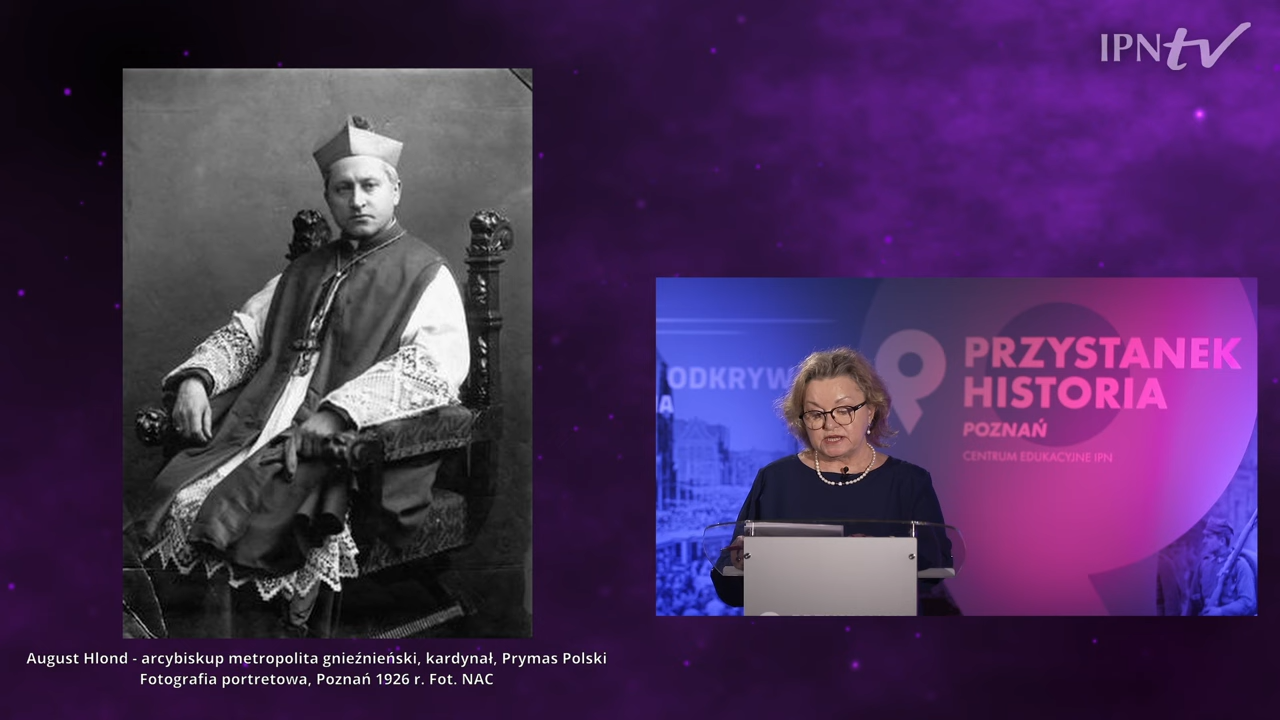 IPNtv
ODKRYW
A
PRZYSTANEK
HISTORIA
POZNAŃ
CENTRUM EDUKACYJNE IPN
August Hlond - arcybiskup metropolita gnieźnieński, kardynał, Prymas Polski
Fotografia portretowa, Poznań 1926 r. Fot. NAC